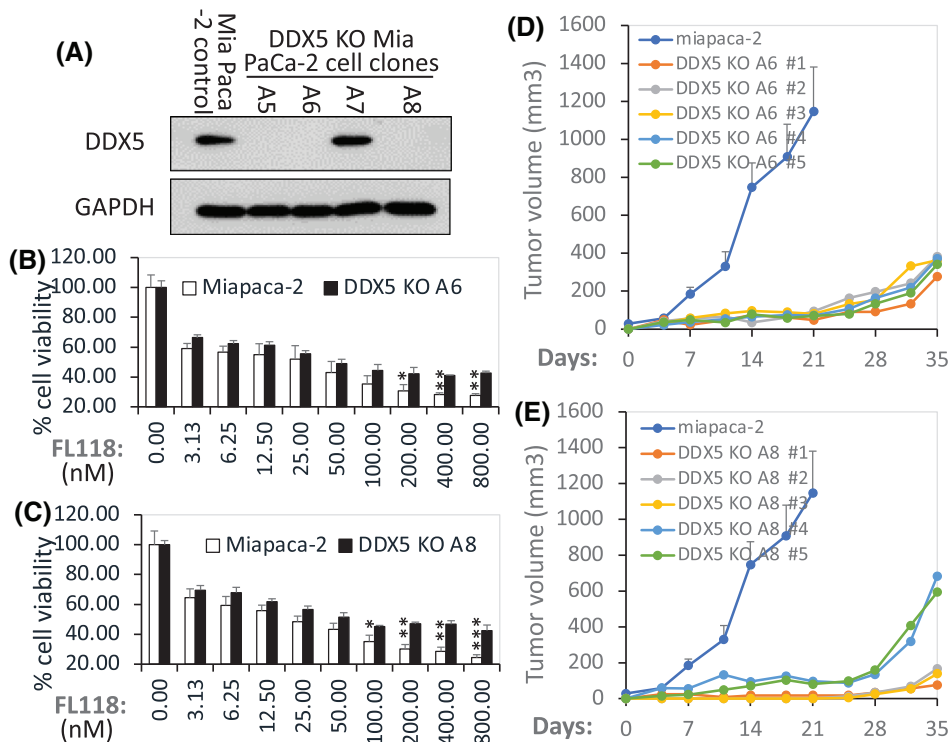 (A)
Mia Paca
-2 control
DDX5 KO Mia
PaCa-2 cell clones
A5
A6
A7
A8
DDX5
GAPDH
(B)
% cell viability
120.00
100.00
80.00
60.00
40.00
20.00
Miapaca-2
DDX5 KO A6
*
**
**
FL118:
(nM)
0.00
3.13
6.25
12.50
25.00
50.00
100.00
200.00
400.00
800.00
(C)
% cell viability
120.00
100.00
80.00
60.00
40.00
20.00
Miapaca-2
DDX5 KO A8
*
**
**
***
FL118:
(nM)
0.00
3.13
6.25
12.50
25.00
50.00
100.00
200.00
400.00
800.00
(D)
Tumor volume (mm3)
1600
1400
1200
1000
800
600
400
200
0
miapaca-2
DDX5 KO A6 #1
DDX5 KO A6 #2
DDX5 KO A6 #3
DDX5 KO A6 #4
DDX5 KO A6 #5
Days:
0
7
14
21
28
35
(E)
Tumor volume (mm3)
1600
1400
1200
1000
800
600
400
200
0
miapaca-2
DDX5 KO A8 #1
DDX5 KO A8 #2
DDX5 KO A8 #3
DDX5 KO A8 #4
DDX5 KO A8 #5
Days:
0
7
14
21
28
35